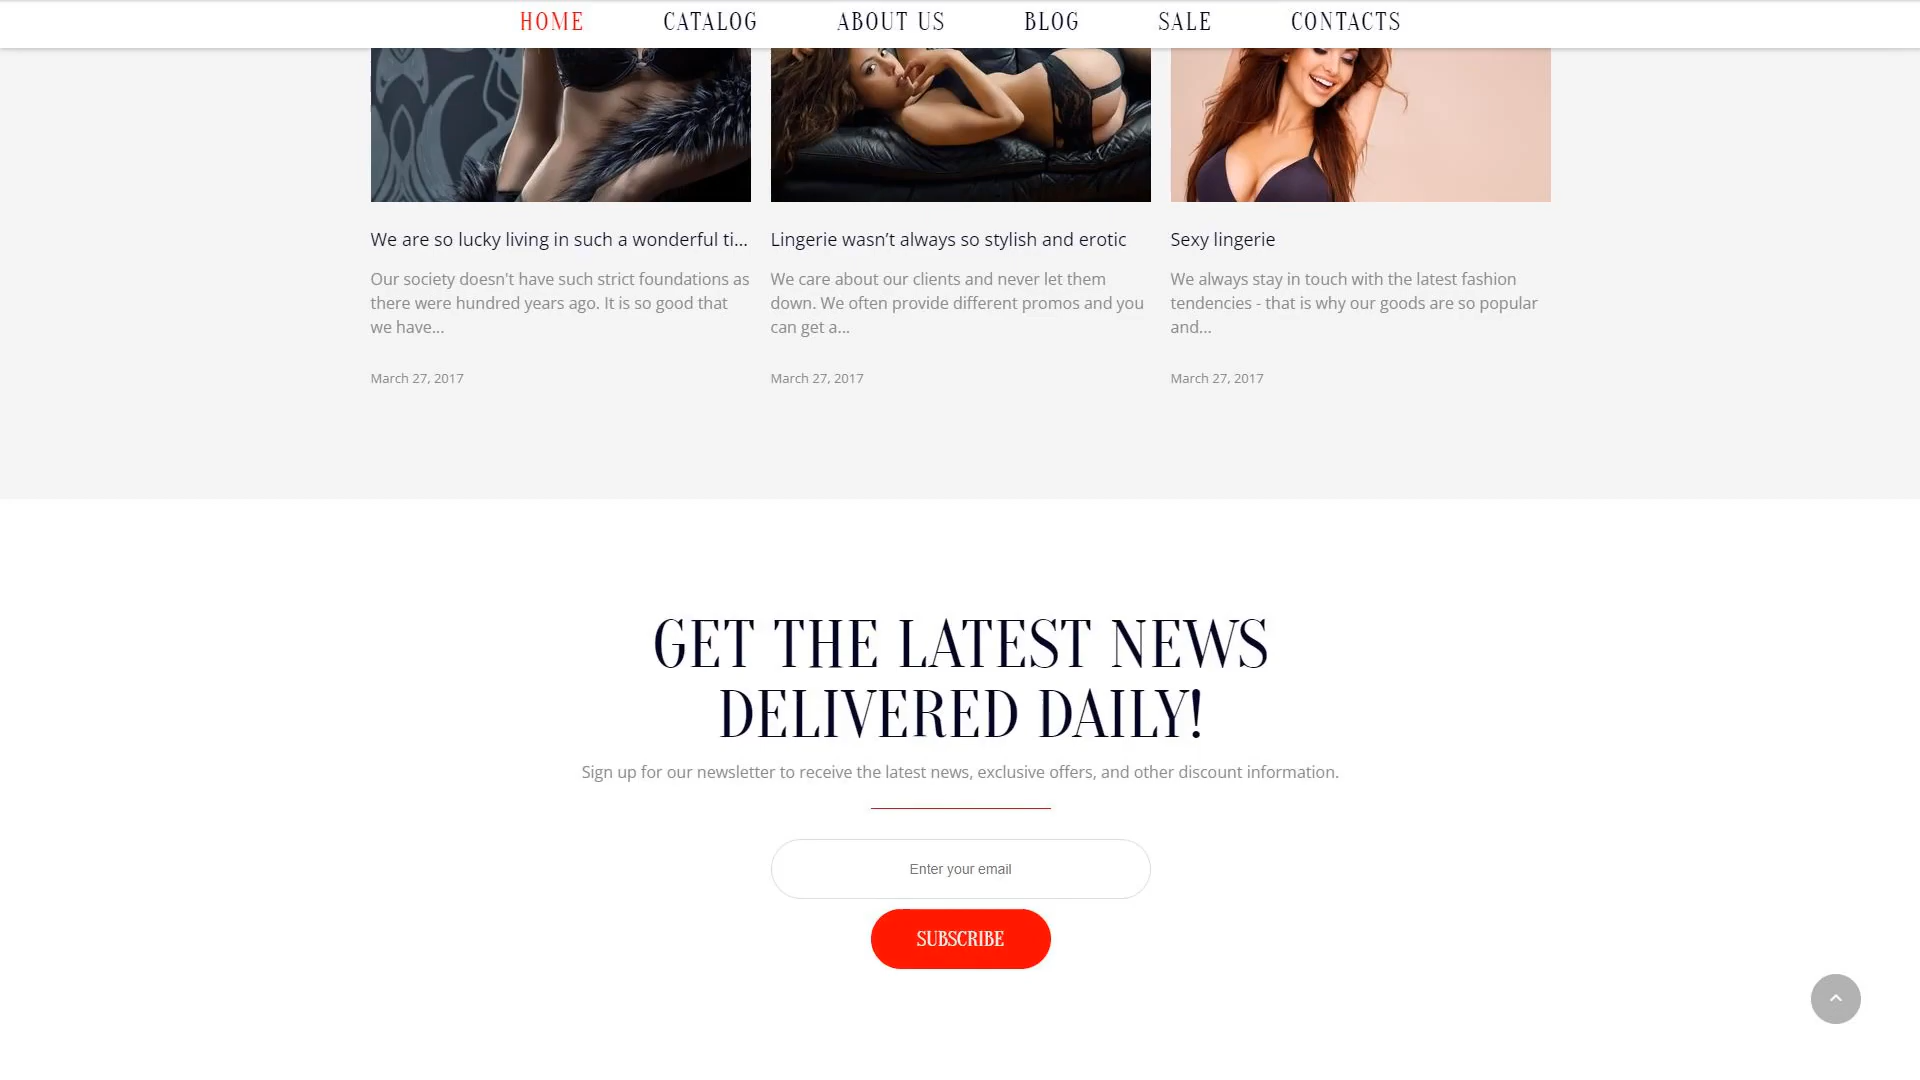 HOME CATALOG ABOUT US BLOG SALE CONTACTS
We are so lucky living in such a wonderful ti...
Our society doesn't have such strict foundations as
there were hundred years ago. It is so good that
we have...
March 27, 2017
Lingerie wasn’t always so stylish and erotic
We care about our clients and never let them
down. We often provide different promos and you
can get a...
March 27, 2017
Sexy lingerie
We always stay in touch with the latest fashion
tendencies - that is why our goods are so popular
and...
March 27, 2017
GET THE LATEST NEWS
DELIVERED DAILY!
Sign up for our newsletter to receive the latest news, exclusive offers, and other discount information.
Enter your email
SUBSCRIBE